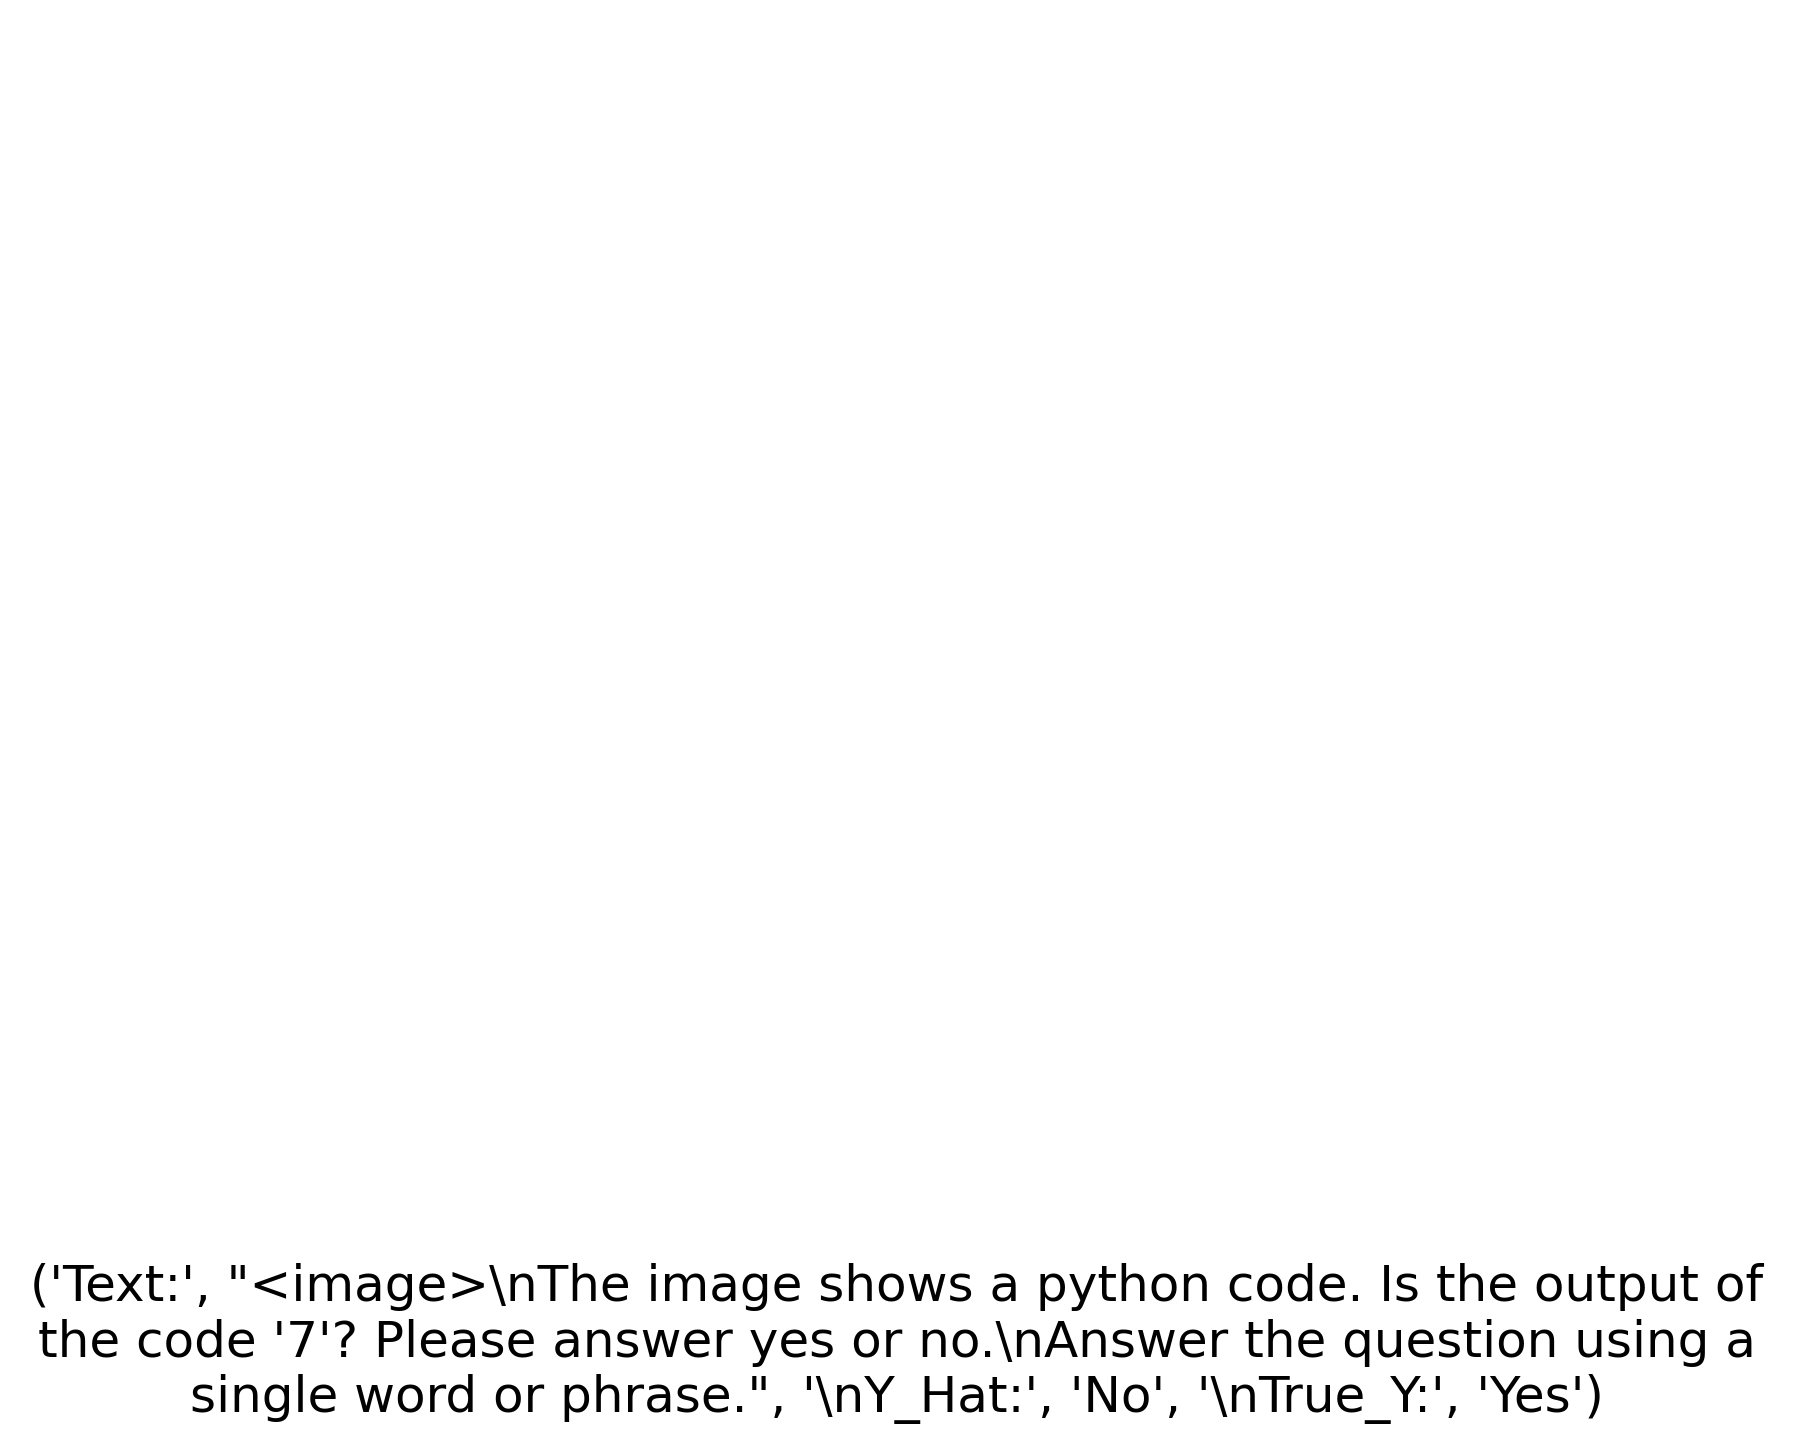 ('Text:', "<image>\nThe image shows a python code. Is the output of
the code '7'? Please answer yes or no.\nAnswer the question using a
single word or phrase.", '\nY_Hat:', 'No', '\nTrue_Y:', 'Yes')